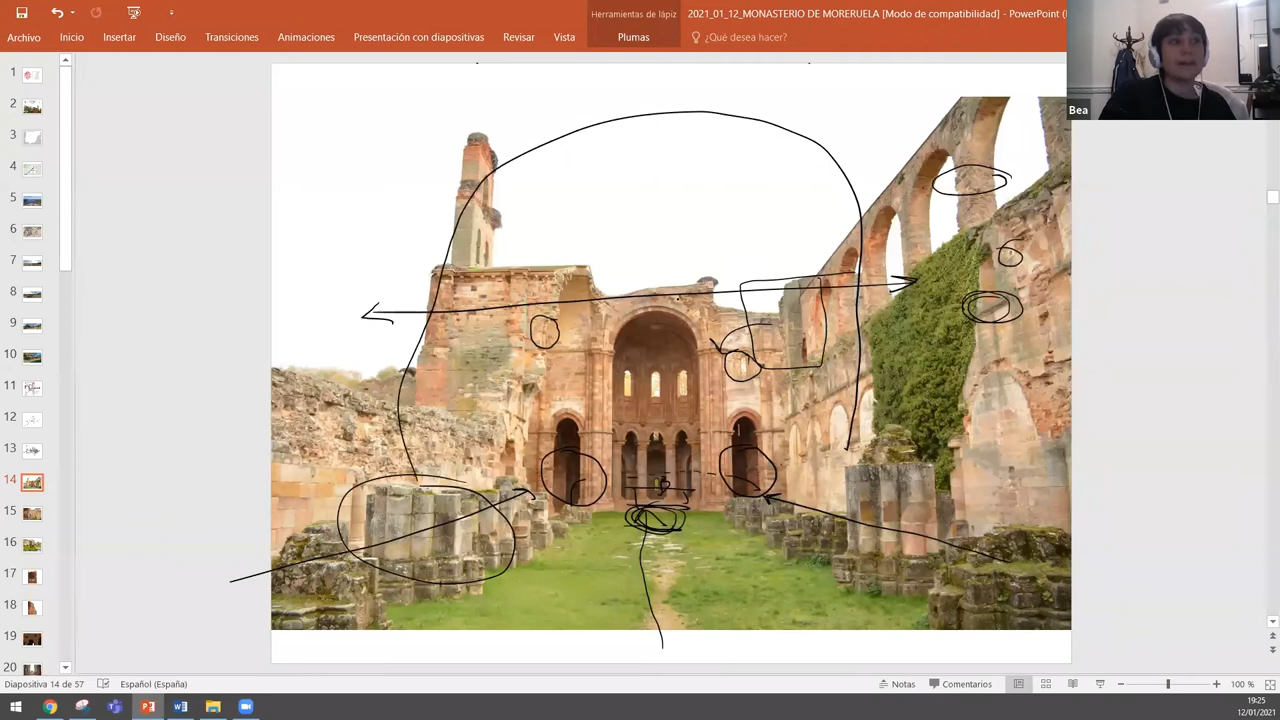 Herramientas de lápiz
2021_01_12_MONASTERIO DE MORERUELA [Modo de compatibilidad] - PowerPoint (
Archivo
Inicio
Insertar
Diseño
Transiciones
Animaciones
Presentación con diapositivas
Revisar
Vista
Plumas
¿Qué desea hacer?
Bea
1
2
3
4
5
6
7
8
9
10
11
12
13
14
15
16
17
18
19
20
Diapositiva 14 de 57
Español (España)
Notas
Comentarios
100 %
19:25
12/01/2021